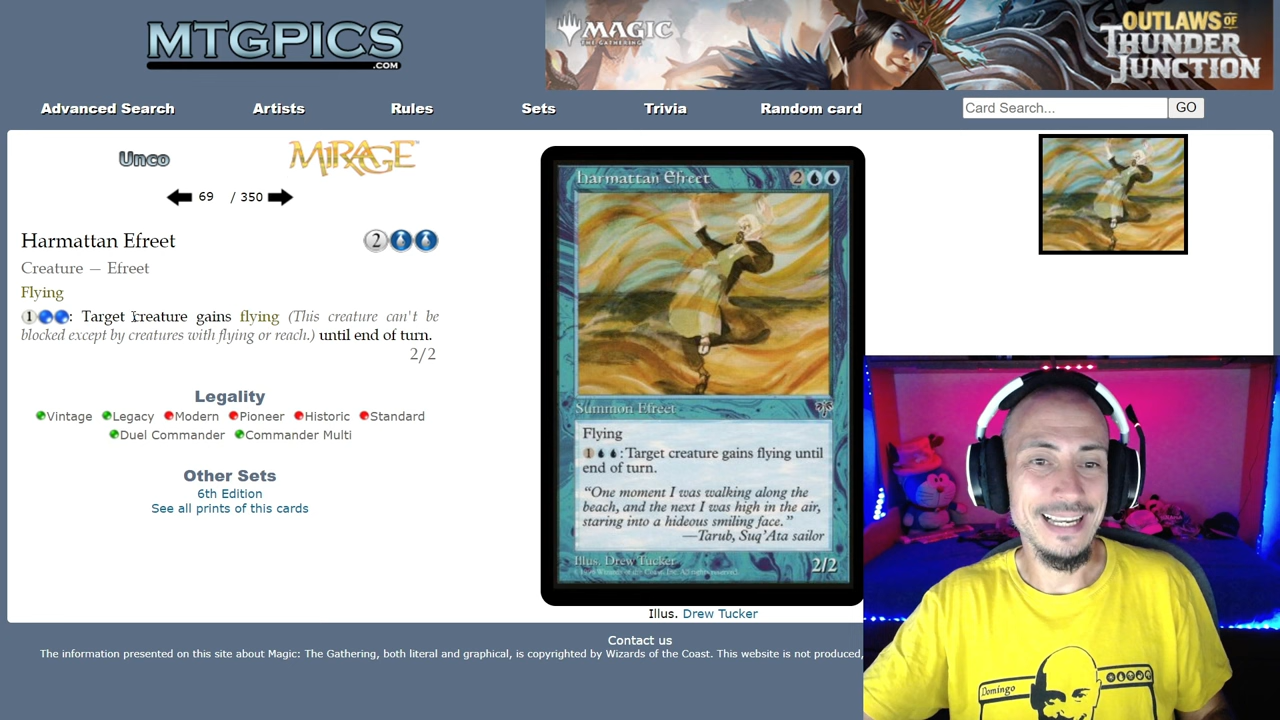 MTGPICS
.COM
MAGIC
THE GATHERING
OUTLAWS OF
THUNDER
JUNCTION
Advanced Search
Artists
Rules
Sets
Trivia
Random card
Card Search...
GO
Unco
MIRAGE
69 / 350
Harmattan Efreet
2
Creature — Efreet
Flying
1 : Target creature gains flying (This creature can't be
blocked except by creatures with flying or reach.) until end of turn.
2/2
Legality
Vintage Legacy Modern Pioneer Historic Standard
Duel Commander Commander Multi
Other Sets
6th Edition
See all prints of this cards
Harmattan Efreet
2
Summon Efreet
Flying
1 :Target creature gains flying until
end of turn.
"One moment I was walking along the
beach, and the next I was high in the air,
staring into a hideous smiling face."
—Tarub, Suq'Ata sailor
Illus. Drew Tucker
2/2
Illus. Drew Tucker
Contact us
The information presented on this site about Magic: The Gathering, both literal and graphical, is copyrighted by Wizards of the Coast. This website is not produced,
Domingo